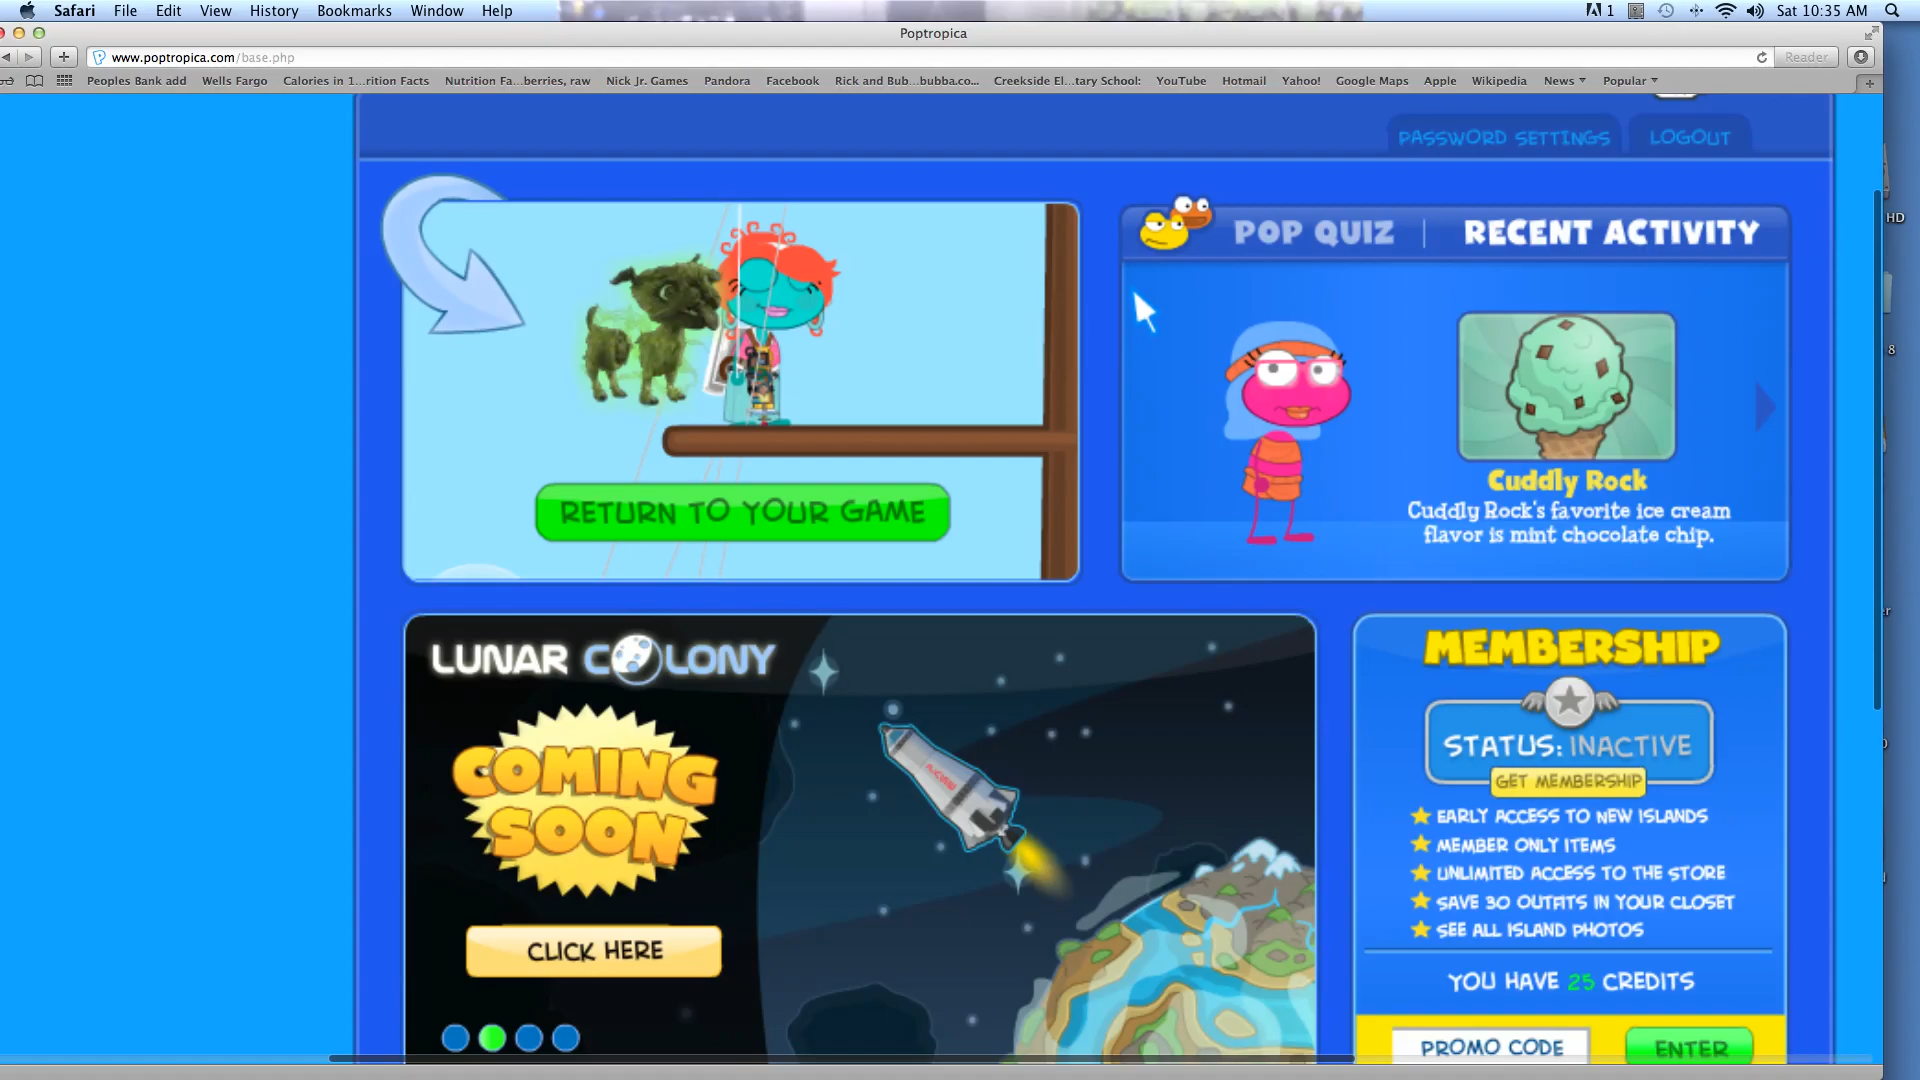 Safari File Edit View History Bookmarks Window Help
1
Sat 10:35 AM
Poptropica
www.poptropica.com/base.php
Reader
Peoples Bank add Wells Fargo Calories in 1...rition Facts Nutrition Fa...berries, raw Nick Jr. Games Pandora Facebook Rick and Bub...bubba.co... Creekside El...tary School: YouTube Hotmail Yahoo! Google Maps Apple Wikipedia News Popular
PASSWORD SETTINGS LOGOUT
HD
POP QUIZ | RECENT ACTIVITY
8
Cuddly Rock
Cuddly Rock's favorite ice cream
flavor is mint chocolate chip.
RETURN TO YOUR GAME
LUNAR COLONY
COMING
SOON
CLICK HERE
MEMBERSHIP
STATUS: INACTIVE
GET MEMBERSHIP
EARLY ACCESS TO NEW ISLANDS
MEMBER ONLY ITEMS
UNLIMITED ACCESS TO THE STORE
SAVE 30 OUTFITS IN YOUR CLOSET
SEE ALL ISLAND PHOTOS
YOU HAVE 25 CREDITS
PROMO CODE ENTER